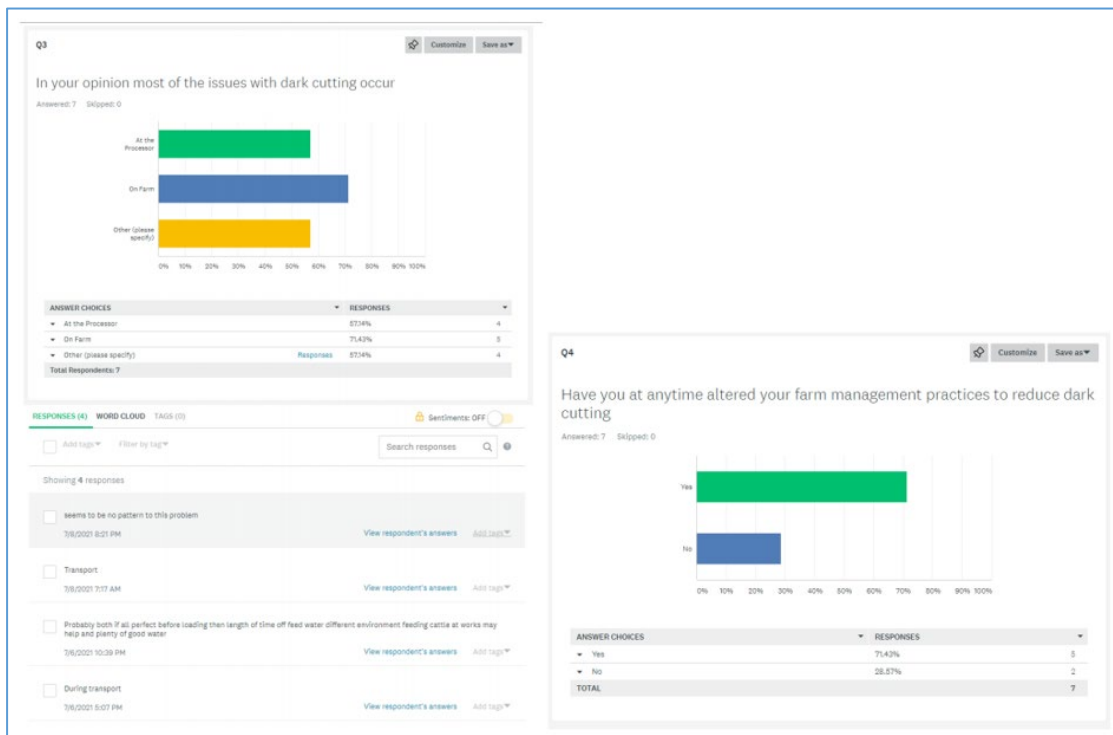 Q3
Customize
Save as
In your opinion most of the issues with dark cutting occur
Answered: 7 Skipped: 0
At the
Processor
On Farm
Other (please
specify)
0% 10% 20% 30% 40% 50% 60% 70% 80% 90% 100%
ANSWER CHOICES RESPONSES
At the Processor 57.14% 4
On Farm 71.43% 5
Other (please specify) Responses 57.14% 4
Total Respondents: 7
RESPONSES (4) WORD CLOUD TAGS (0) Sentiments: OFF
Add tags Filter by tag Search responses
Showing 4 responses
seems to be no pattern to this problem
7/8/2021 8:21 PM View respondent's answers Add tags
Transport
7/8/2021 7:17 AM View respondent's answers Add tags
Probably both if all perfect before loading then length of time off feed water different environment feeding cattle at works may
help and plenty of good water
7/6/2021 10:39 PM View respondent's answers Add tags
During transport
7/6/2021 5:07 PM View respondent's answers Add tags
Q4
Customize
Save as
Have you at anytime altered your farm management practices to reduce dark
cutting
Answered: 7 Skipped: 0
Yes
No
0% 10% 20% 30% 40% 50% 60% 70% 80% 90% 100%
ANSWER CHOICES RESPONSES
Yes 71.43% 5
No 28.57% 2
TOTAL 7